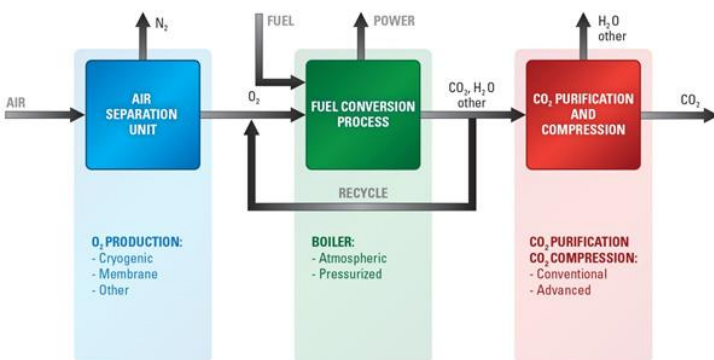 N₂
FUEL
POWER
H₂O
other
AIR
AIR
SEPARATION
UNIT
O₂
FUEL CONVERSION
PROCESS
CO₂, H₂O
other
CO₂ PURIFICATION
AND
COMPRESSION
CO₂
RECYCLE
O₂ PRODUCTION:
- Cryogenic
- Membrane
- Other
BOILER:
- Atmospheric
- Pressurized
CO₂ PURIFICATION
CO₂ COMPRESSION:
- Conventional
- Advanced